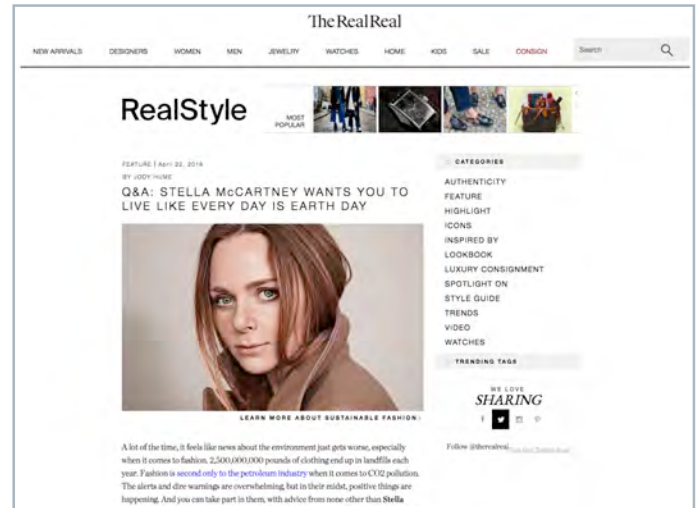 The RealReal
NEW ARRIVALS DESIGNERS WOMEN MEN JEWELRY WATCHES HOME KIDS SALE CONSIGN Search
RealStyle
MOST
POPULAR
FEATURE | April 22, 2016
BY JODY HUME
Q&A: STELLA McCARTNEY WANTS YOU TO
LIVE LIKE EVERY DAY IS EARTH DAY
LEARN MORE ABOUT SUSTAINABLE FASHION:
A lot of the time, it feels like news about the environment just gets worse, especially
when it comes to fashion. 2,500,000,000 pounds of clothing end up in landfills each
year. Fashion is second only to the petroleum industry when it comes to CO2 pollution.
The alerts and dire warnings are overwhelming, but in their midst, positive things are
happening. And you can take part in them, with advice from none other than Stella
CATEGORIES
AUTHENTICITY
FEATURE
HIGHLIGHT
ICONS
INSPIRED BY
LOOKBOOK
LUXURY CONSIGNMENT
SPOTLIGHT ON
STYLE GUIDE
TRENDS
VIDEO
WATCHES
TRENDING TAGS
WE LOVE
SHARING
Follow @therealreal